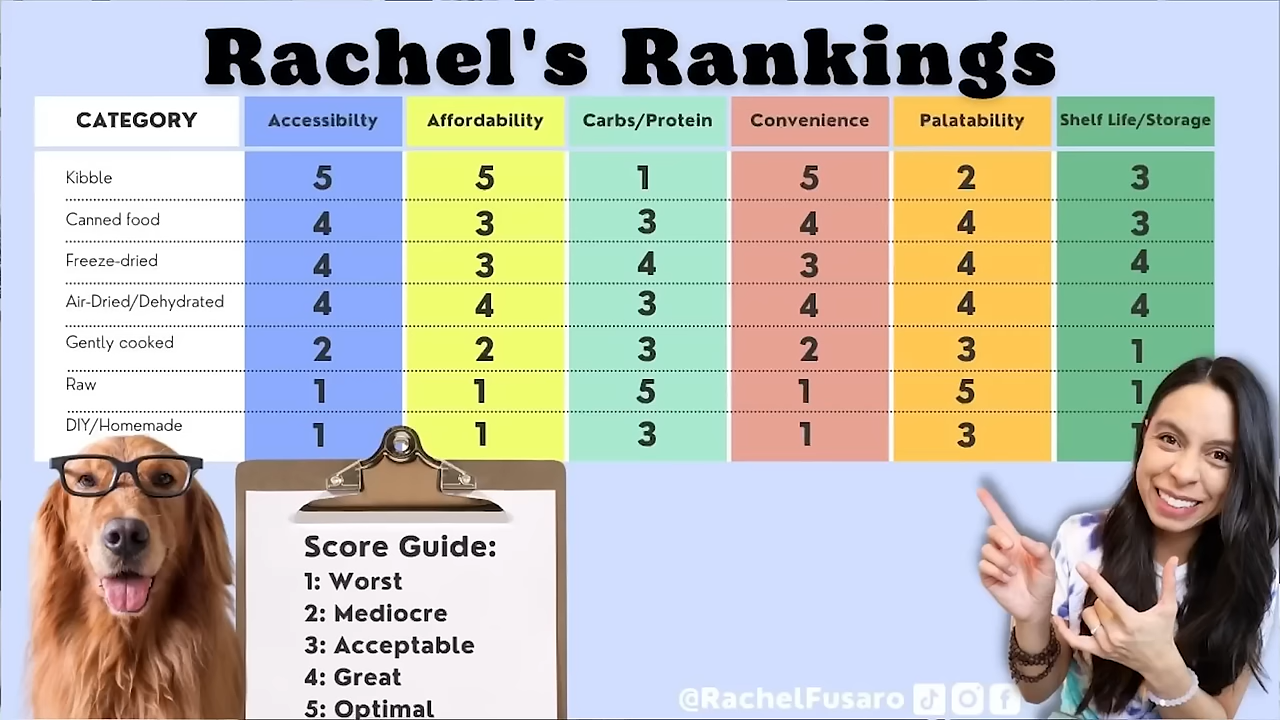 Rachel's Rankings
CATEGORY Accessibilty Affordability Carbs/Protein Convenience Palatability Shelf Life/Storage
Kibble 5 5 1 5 2 3
Canned food 4 3 3 4 4 3
Freeze-dried 4 3 4 3 4 4
Air-Dried/Dehydrated 4 4 3 4 4 4
Gently cooked 2 2 3 2 3 1
Raw 1 1 5 1 5 1
DIY/Homemade 1 1 3 1 3 1
Score Guide:
1: Worst
2: Mediocre
3: Acceptable
4: Great
5: Optimal
@RachelFusaro